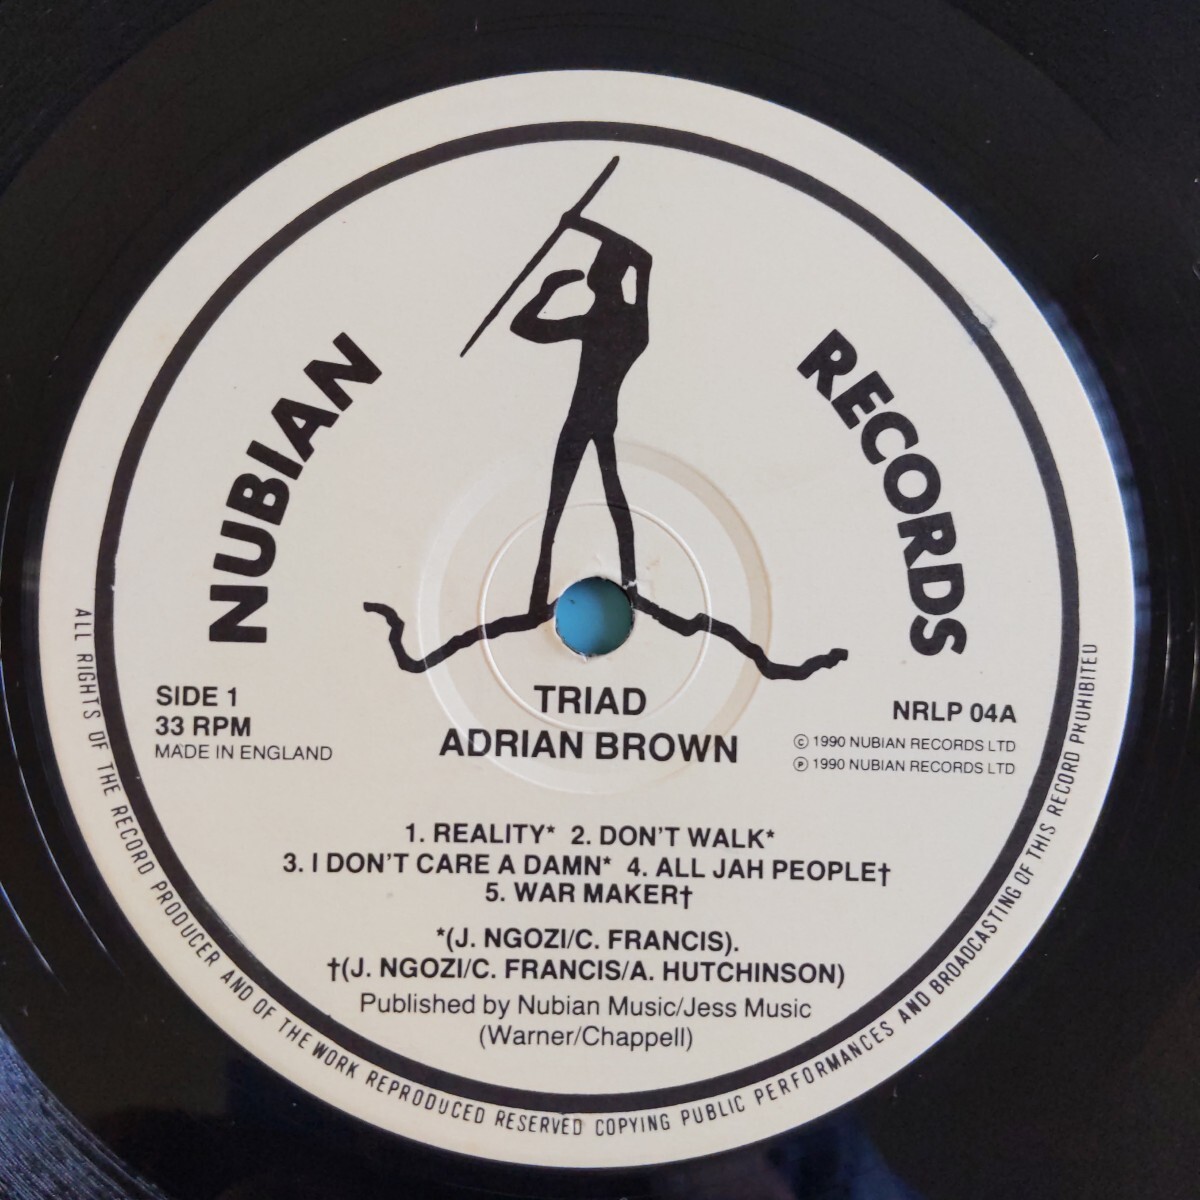 NUBIAN RECORDS
SIDE 1
33 RPM
MADE IN ENGLAND
TRIAD
ADRIAN BROWN
NRLP 04A
© 1990 NUBIAN RECORDS LTD
℗ 1990 NUBIAN RECORDS LTD
1. REALITY* 2. DON'T WALK*
3. I DON'T CARE A DAMN* 4. ALL JAH PEOPLE†
5. WAR MAKER†
*(J. NGOZI/C. FRANCIS).
†(J. NGOZI/C. FRANCIS/A. HUTCHINSON)
Published by Nubian Music/Jess Music
(Warner/Chappell)
ALL RIGHTS OF THE RECORD PRODUCER AND OF THE WORK REPRODUCED RESERVED COPYING PUBLIC PERFORMANCES AND BROADCASTING OF THIS RECORD PROHIBITED